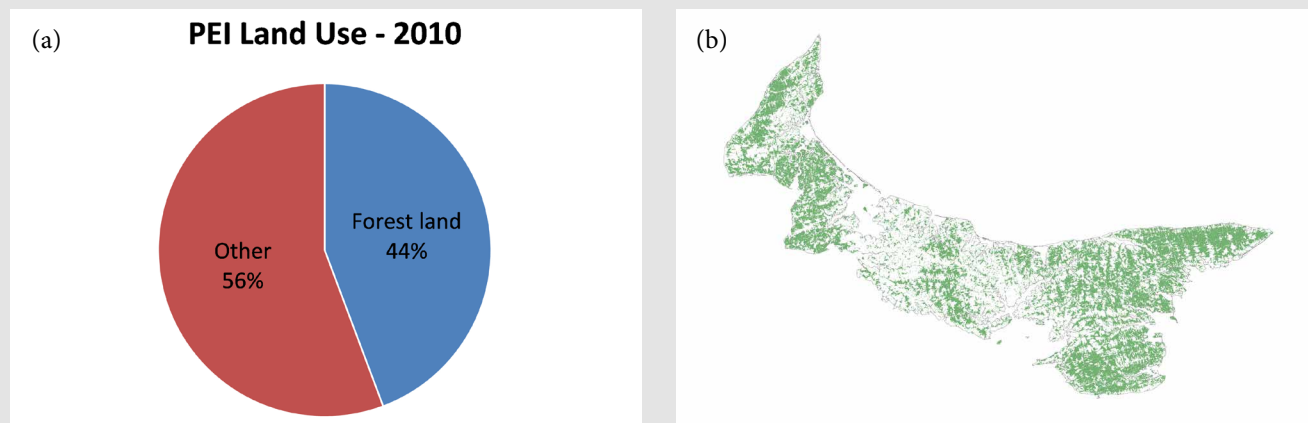 (a)
PEI Land Use - 2010
Forest land
44%
Other
56%
(b)